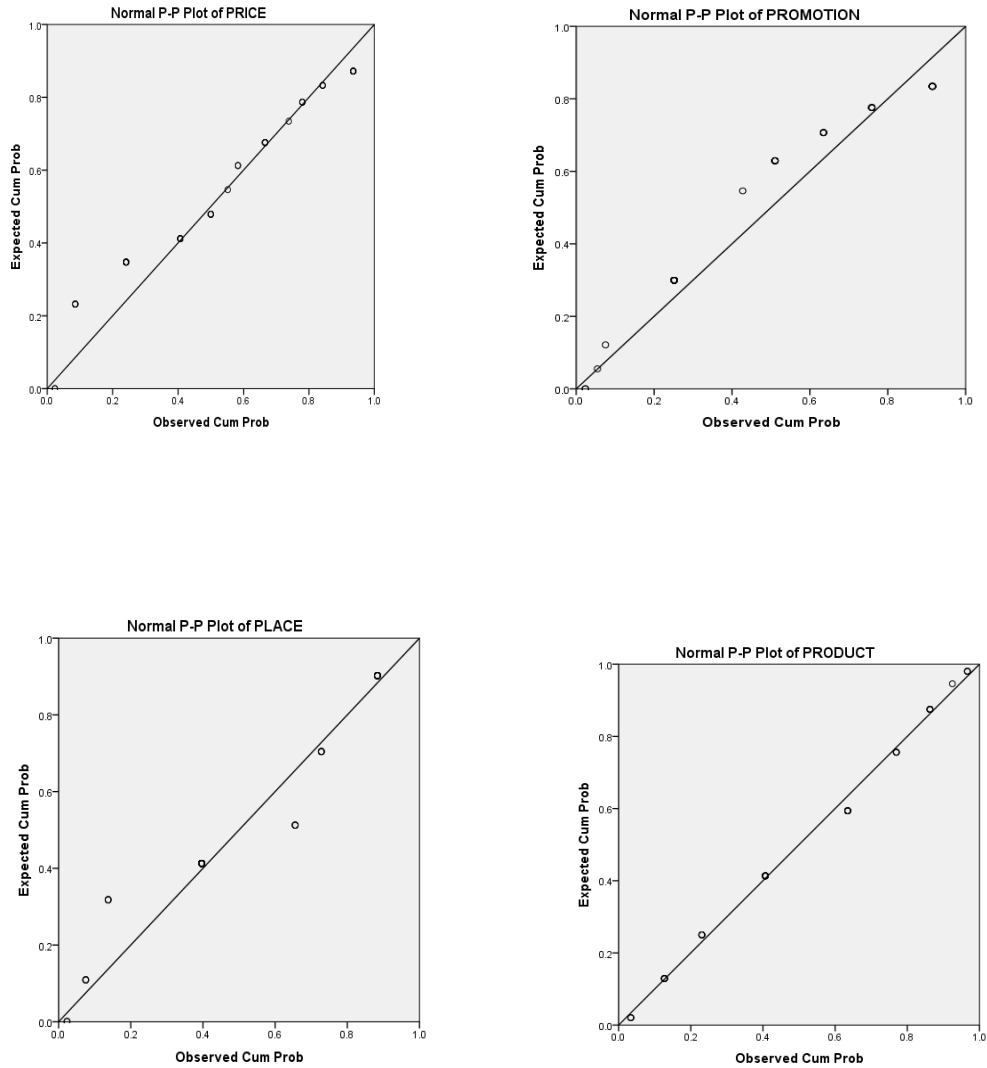 Normal P-P Plot of PRICE
1.0
0.8
0.6
0.4
0.2
0.0
Expected Cum Prob
0.0 0.2 0.4 0.6 0.8 1.0
Observed Cum Prob
Normal P-P Plot of PROMOTION
1.0
0.8
0.6
0.4
0.2
0.0
Expected Cum Prob
0.0 0.2 0.4 0.6 0.8 1.0
Observed Cum Prob
Normal P-P Plot of PLACE
1.0
0.8
0.6
0.4
0.2
0.0
Expected Cum Prob
0.0 0.2 0.4 0.6 0.8 1.0
Observed Cum Prob
Normal P-P Plot of PRODUCT
1.0
0.8
0.6
0.4
0.2
0.0
Expected Cum Prob
0.0 0.2 0.4 0.6 0.8 1.0
Observed Cum Prob